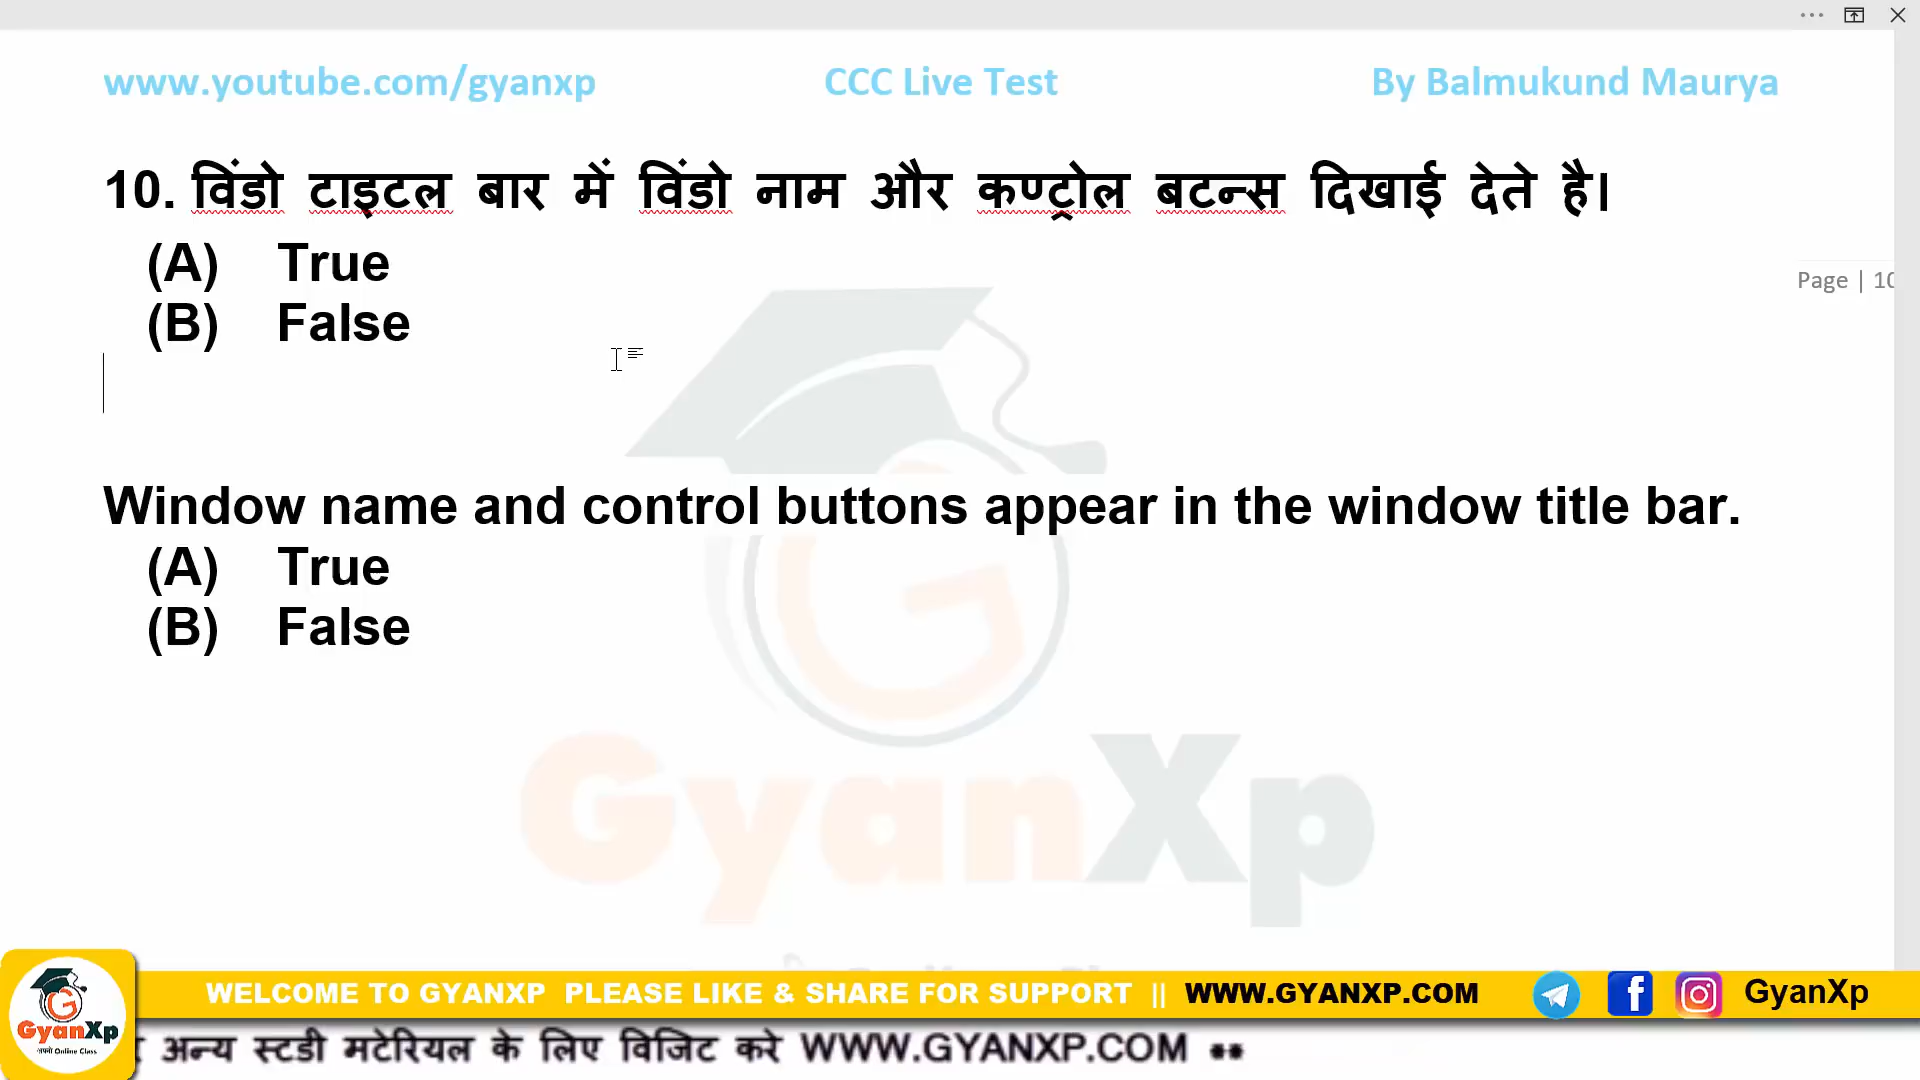 www.youtube.com/gyanxp CCC Live Test By Balmukund Maurya
10. विंडो टाइटल बार में विंडो नाम और कण्ट्रोल बटन्स दिखाई देते है।
(A) True
(B) False
Page | 10
Window name and control buttons appear in the window title bar.
(A) True
(B) False
GyanXp
WELCOME TO GYANXP PLEASE LIKE & SHARE FOR SUPPORT || WWW.GYANXP.COM GyanXp
GyanXp
अपनी Online Class
अन्य स्टडी मटेरियल के लिए विजिट करे WWW.GYANXP.COM **